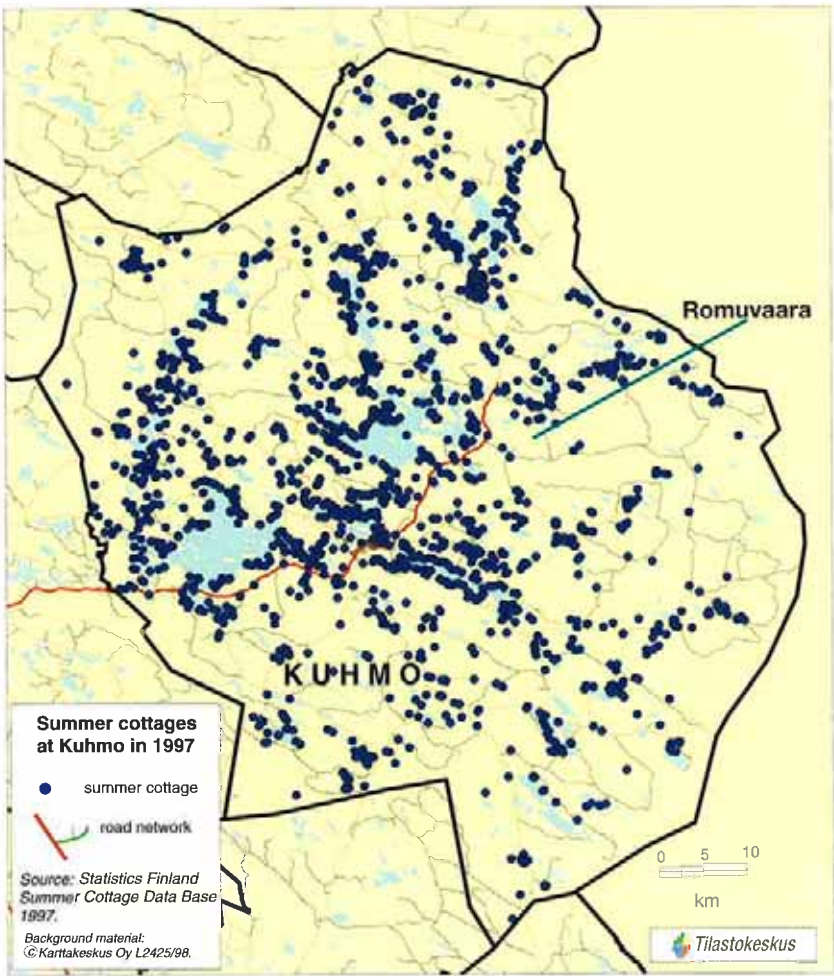 Romuvaara
KUHMO
Summer cottages
at Kuhmo in 1997
summer cottage
road network
Source: Statistics Finland
Summer Cottage Data Base
1997.
Background material:
©Karttakeskus Oy L2425/98.
0 5 10
km
Tilastokeskus